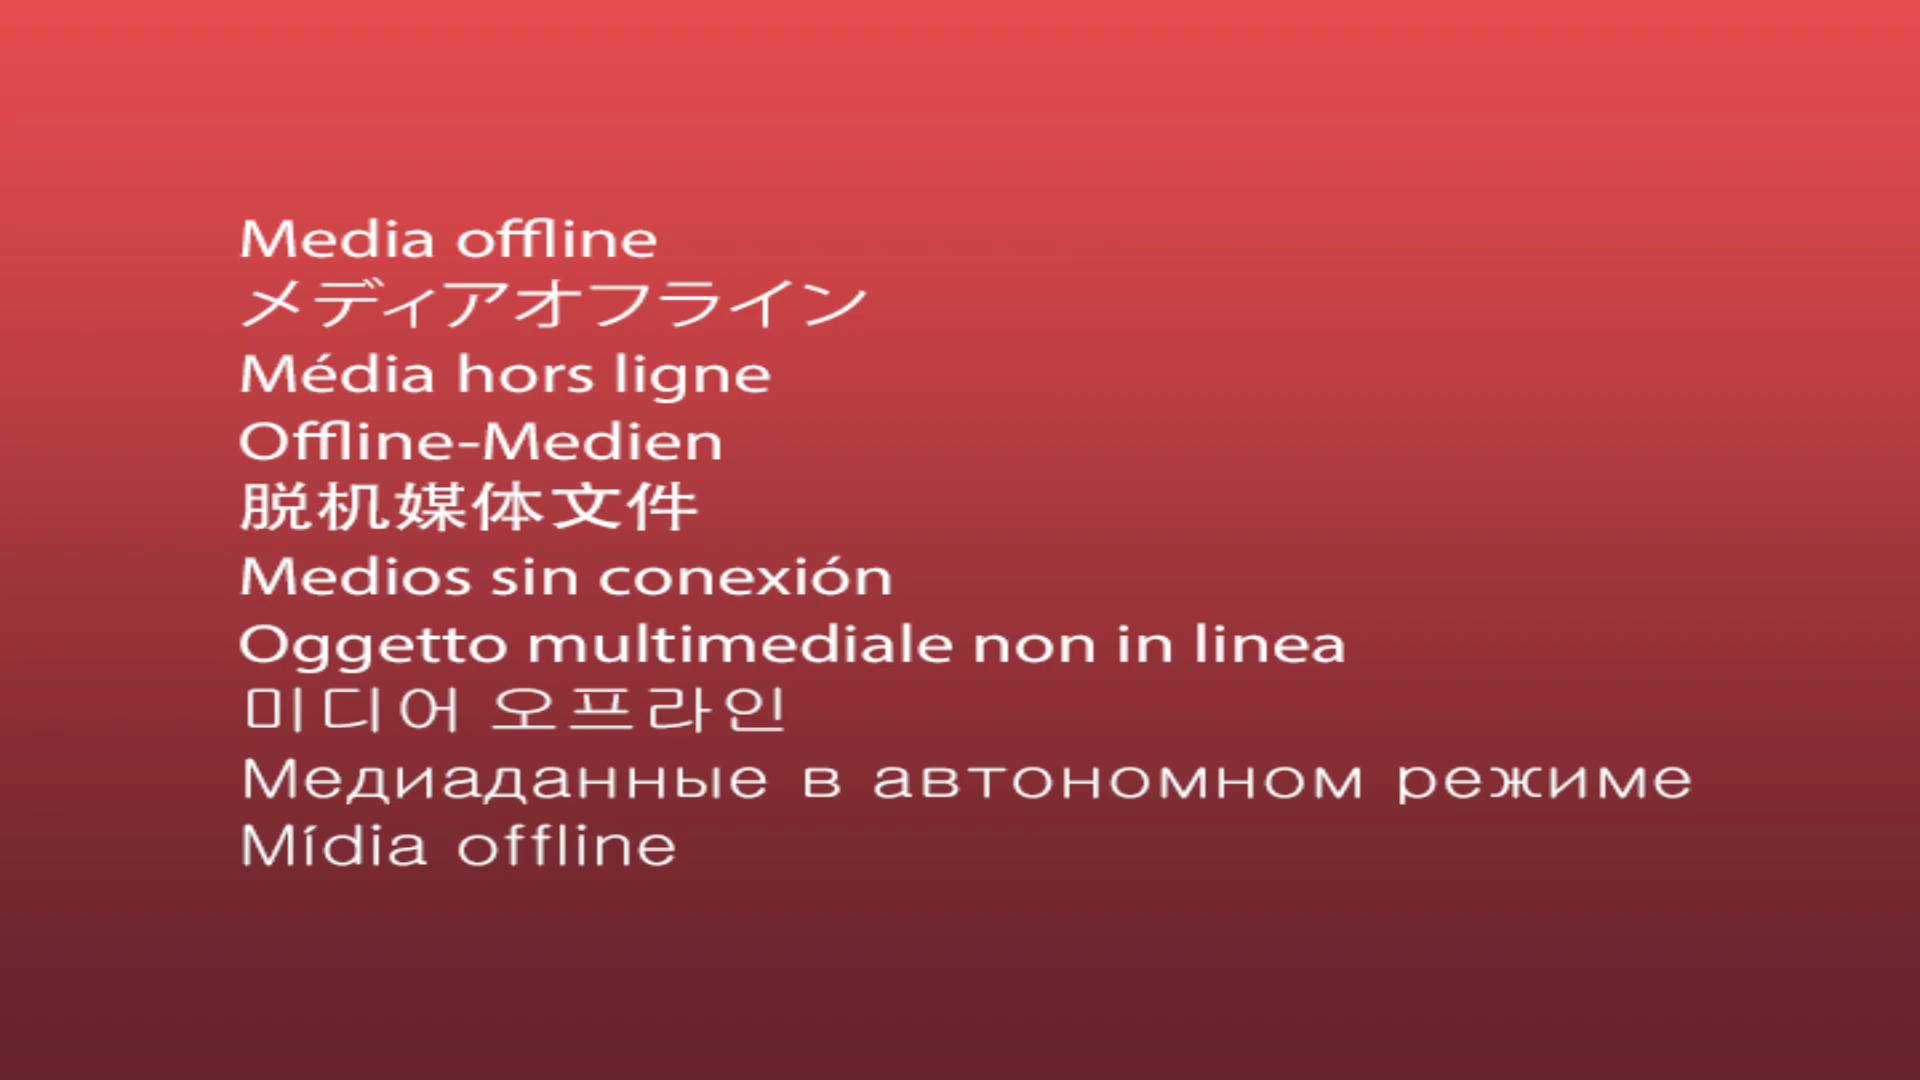 Media offline
メディアオフライン
Média hors ligne
Offline-Medien
脱机媒体文件
Medios sin conexión
Oggetto multimediale non in linea
미디어 오프라인
Медиаданные в автономном режиме
Mídia offline